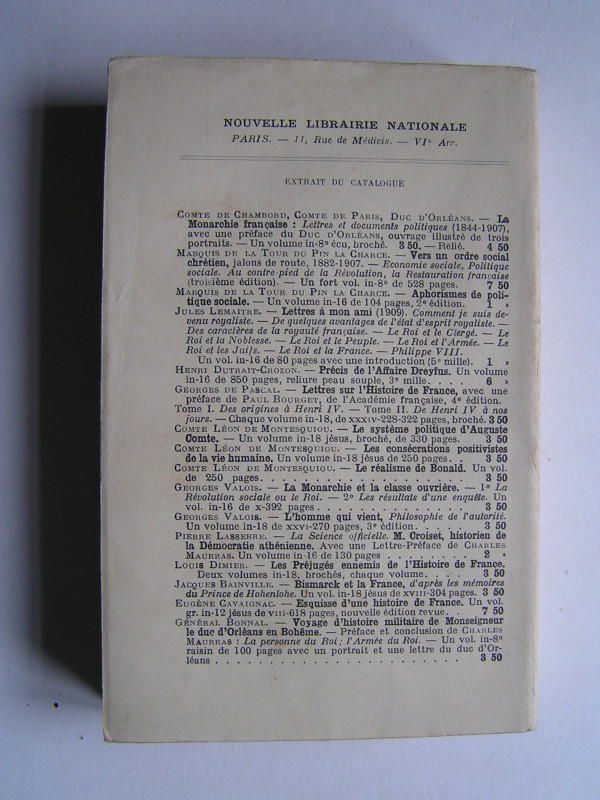 NOUVELLE LIBRAIRIE NATIONALE
PARIS. — 11, Rue de Médicis. — VIe Arr.
EXTRAIT DU CATALOGUE
COMTE DE CHAMBORD, COMTE DE PARIS, DUC D'ORLÉANS. — La
Monarchie française : Lettres et documents politiques (1844-1907),
avec une préface du DUC D'ORLÉANS, ouvrage illustré de trois
portraits. — Un volume in-8º écu, broché. 3 50. — Relié. 4 50
MARQUIS DE LA TOUR DU PIN LA CHARCE. — Vers un ordre social
chrétien, jalons de route, 1882-1907. — Economie sociale, Politique
sociale. Au contre-pied de la Révolution, la Restauration française
(troisième édition). — Un fort vol. in-8º de 528 pages. 7 50
MARQUIS DE LA TOUR DU PIN LA CHARCE. — Aphorismes de poli-
tique sociale. — Un volume in-16 de 104 pages, 2e édition. 1 »
JULES LEMAITRE. — Lettres à mon ami (1909). Comment je suis de-
venu royaliste. — De quelques avantages de l'état d'esprit royaliste. —
Des caractères de la royauté française. — Le Roi et le Clergé. — Le
Roi et la Noblesse. — Le Roi et le Peuple. — Le Roi et l'Armée. — Le
Roi et les Juifs. — Le Roi et la France. — Philippe VIII.
Un vol. in-16 de 80 pages avec une introduction (5e mille). 1 »
HENRI DUTRAIT-CROZON. — Précis de l'Affaire Dreyfus. Un volume
in-16 de 850 pages, reliure peau souple, 3e mille. . . . 6 »
GEORGES DE PASCAL. — Lettres sur l'Histoire de France, avec une
préface de PAUL BOURGET, de l'Académie française, 4e édition.
Tome I. Des origines à Henri IV. — Tome II. De Henri IV à nos
jours. — Chaque volume in-18, de XXXIV-228-322 pages, broché. 3 50
COMTE LÉON DE MONTESQUIOU. — Le système politique d'Auguste
Comte. — Un volume in-18 jésus, broché, de 330 pages. 3 50
COMTE LÉON DE MONTESQUIOU. — Les consécrations positivistes
de la vie humaine. Un volume in-18 jésus de 250 pages. . 3 50
COMTE LÉON DE MONTESQUIOU. — Le réalisme de Bonald. Un vol.
de 250 pages. . . . . . . . . . . . . . . . . . . 3 50
GEORGES VALOIS. — La Monarchie et la classe ouvrière. — 1º La
Révolution sociale ou le Roi. — 2º Les résultats d'une enquête. Un
vol. in-16 de X-392 pages . . . . . . . . . . . . . . 3 50
GEORGES VALOIS. — L'homme qui vient, Philosophie de l'autorité.
Un volume in-18 de XXVI-270 pages, 3e édition. . . . . 3 50
PIERRE LASSERRE. — La Science officielle. M. Croiset, historien de
la Démocratie athénienne. Avec une Lettre-Préface de CHARLES
MAURRAS. Un volume in-16 de 130 pages . . . . . . . 2 »
LOUIS DIMIER. — Les Préjugés ennemis de l'Histoire de France.
Deux volumes in-18, brochés, chaque volume. . . . 3 50
JACQUES BAINVILLE. — Bismarck et la France, d'après les mémoires
du Prince de Hohenlohe. Un vol. in-18 jésus de XVIII-304 pages. 3 50
EUGÈNE CAVAIGNAC. — Esquisse d'une histoire de France. Un vol.
gr. in-12 jésus de VIII-618 pages, nouvelle édition revue. . 7 50
GÉNÉRAL BONNAL. — Voyage d'histoire militaire de Monseigneur
le duc d'Orléans en Bohême. — Préface et conclusion de CHARLES
MAURRAS : La personne du Roi ; l'Armée du Roi. — Un vol. in-8º
raisin de 100 pages avec un portrait et une lettre du duc d'Or-
léans . . . . . . . . . . . . . . . . . . . . . . 3 50